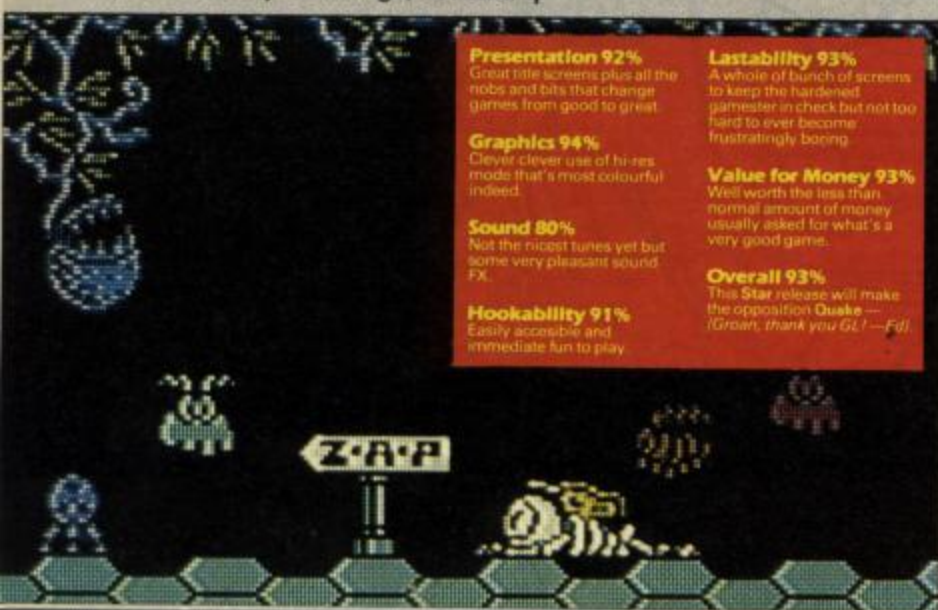 Presentation 92%
Great title screens plus all the
nobs and bits that change
games from good to great.
Graphics 94%
Clever clever use of hi-res
mode that's most colourful
indeed.
Sound 80%
Not the nicest tunes yet but
some very pleasant sound
FX.
Hookability 91%
Easily accesible and
immediate fun to play.
Lastability 93%
A whole of bunch of screens
to keep the hardened
gamester in check but not too
hard to ever become
frustratingly boring.
Value for Money 93%
Well worth the less than
normal amount of money
usually asked for what's a
very good game.
Overall 93%
This Star release will make
the opposition Quake —
(Groan, thank you GL! — Ed).
Z·A·P